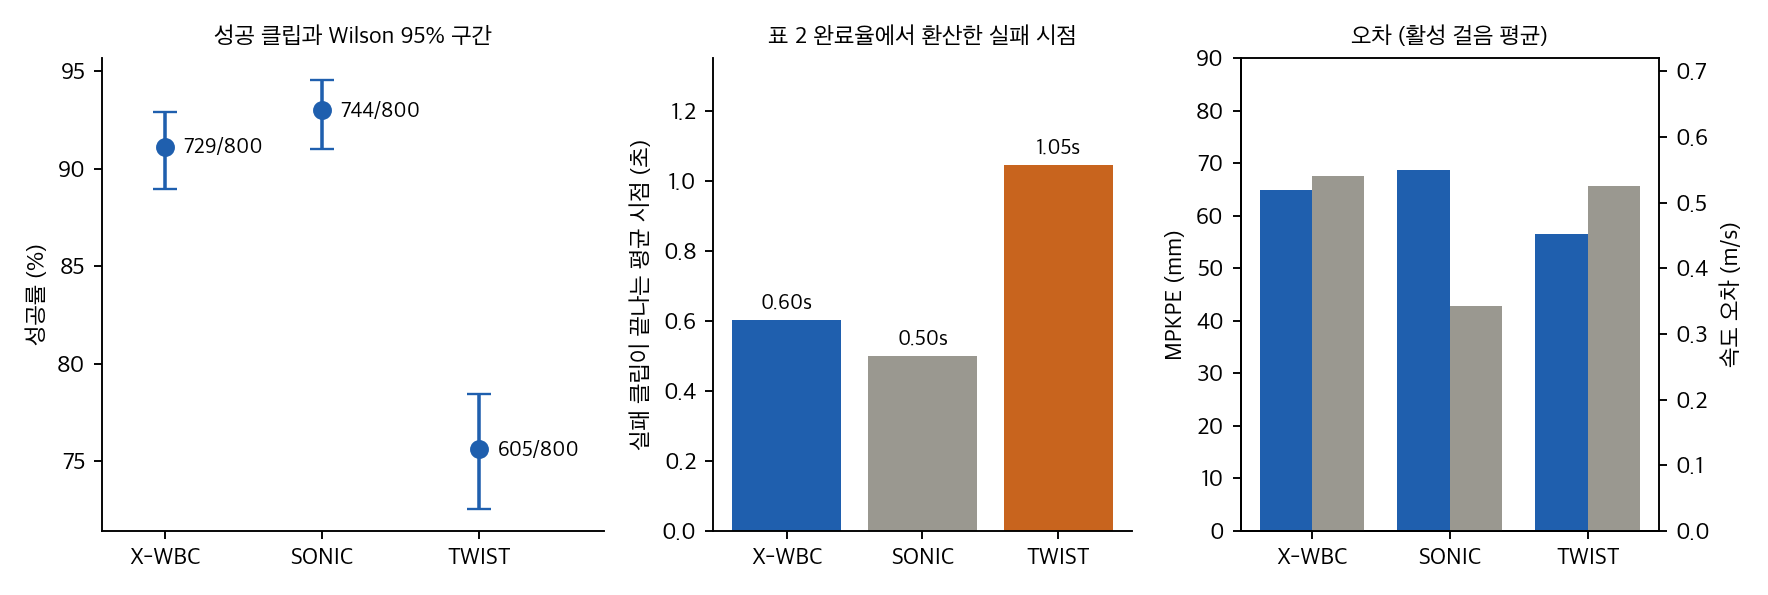 성공 클립과 Wilson 95% 구간
성공률 (%)
95
90
85
80
75
729/800
744/800
605/800
X-WBC
SONIC
TWIST
표 2 완료율에서 환산한 실패 시점
실패 클립이 끝나는 평균 시점 (초)
1.2
1.0
0.8
0.6
0.4
0.2
0.0
0.60s
0.50s
1.05s
X-WBC
SONIC
TWIST
오차 (활성 걸음 평균)
MPKPE (mm)
90
80
70
60
50
40
30
20
10
0
X-WBC
SONIC
TWIST
0.7
0.6
0.5
0.4
0.3
0.2
0.1
0.0
속도 오차 (m/s)